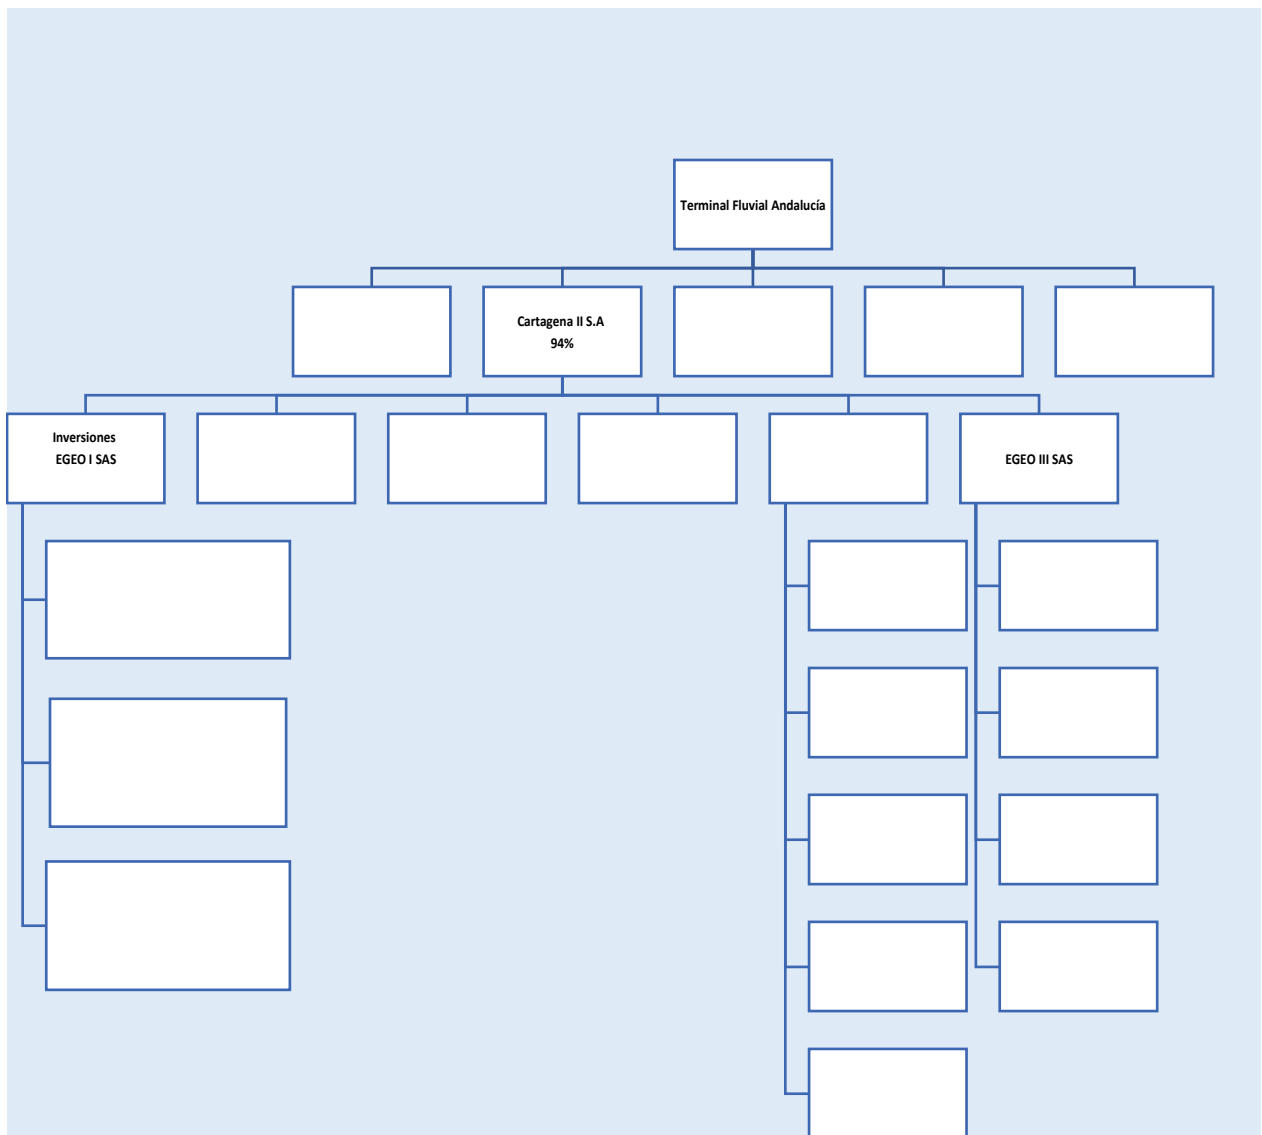 Terminal Fluvial Andalucía
Cartagena II S.A
94%
Inversiones
EGEO I SAS
EGEO III SAS